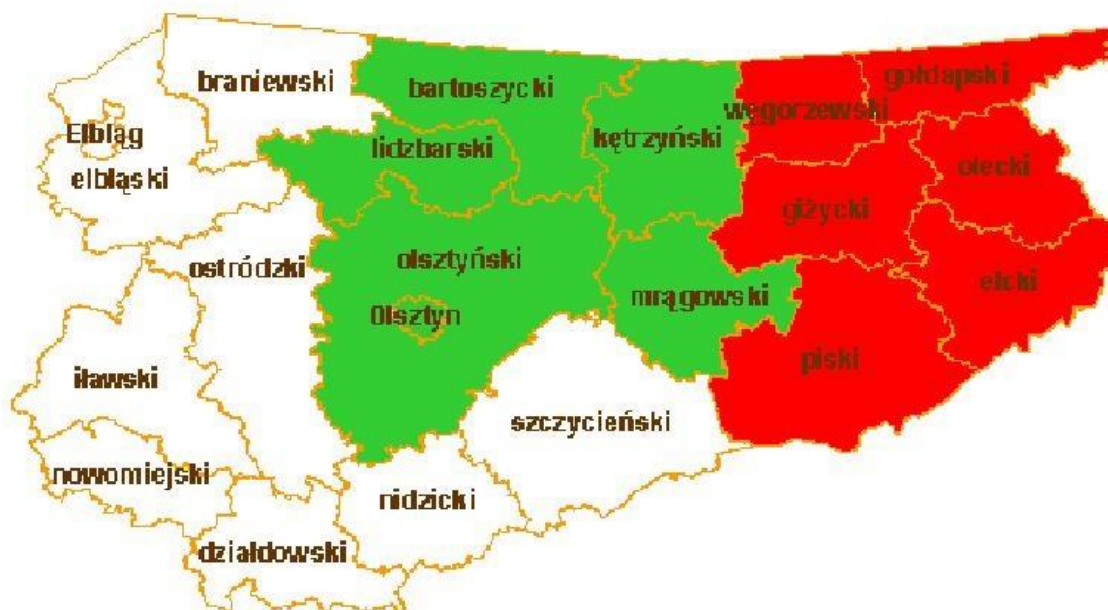 braniewski
bartoszycki
gołdapski
węgorzewski
Elbląg
kętrzyński
lidzbarski
olecki
elbląski
giżycki
ostródzki
olsztyński
ełcki
mrągowski
Olsztyn
piski
iławski
szczycieński
nowomiejski
nidzicki
działdowski